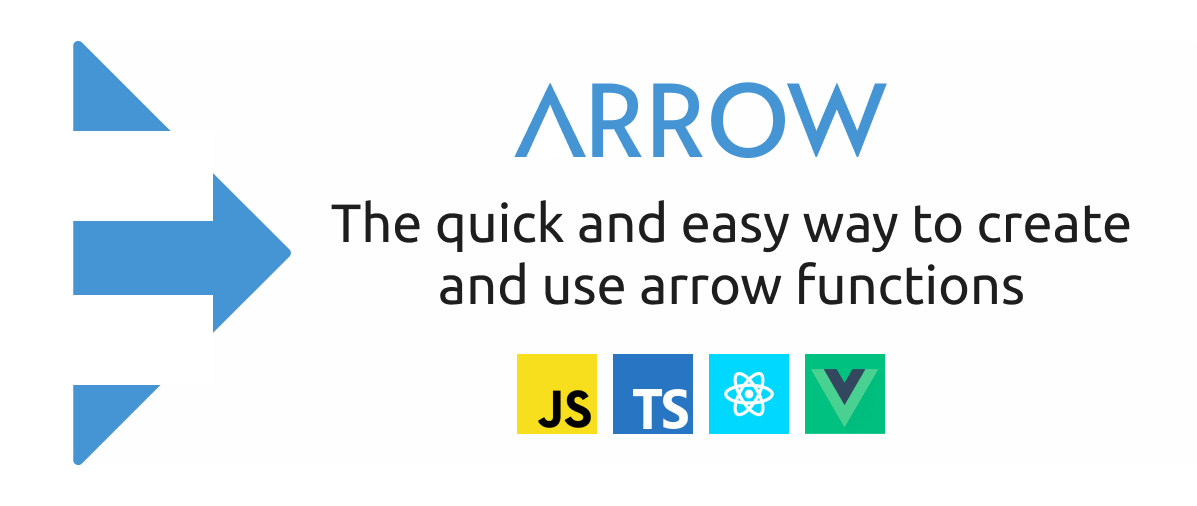 ARROW
The quick and easy way to create
and use arrow functions
JS TS